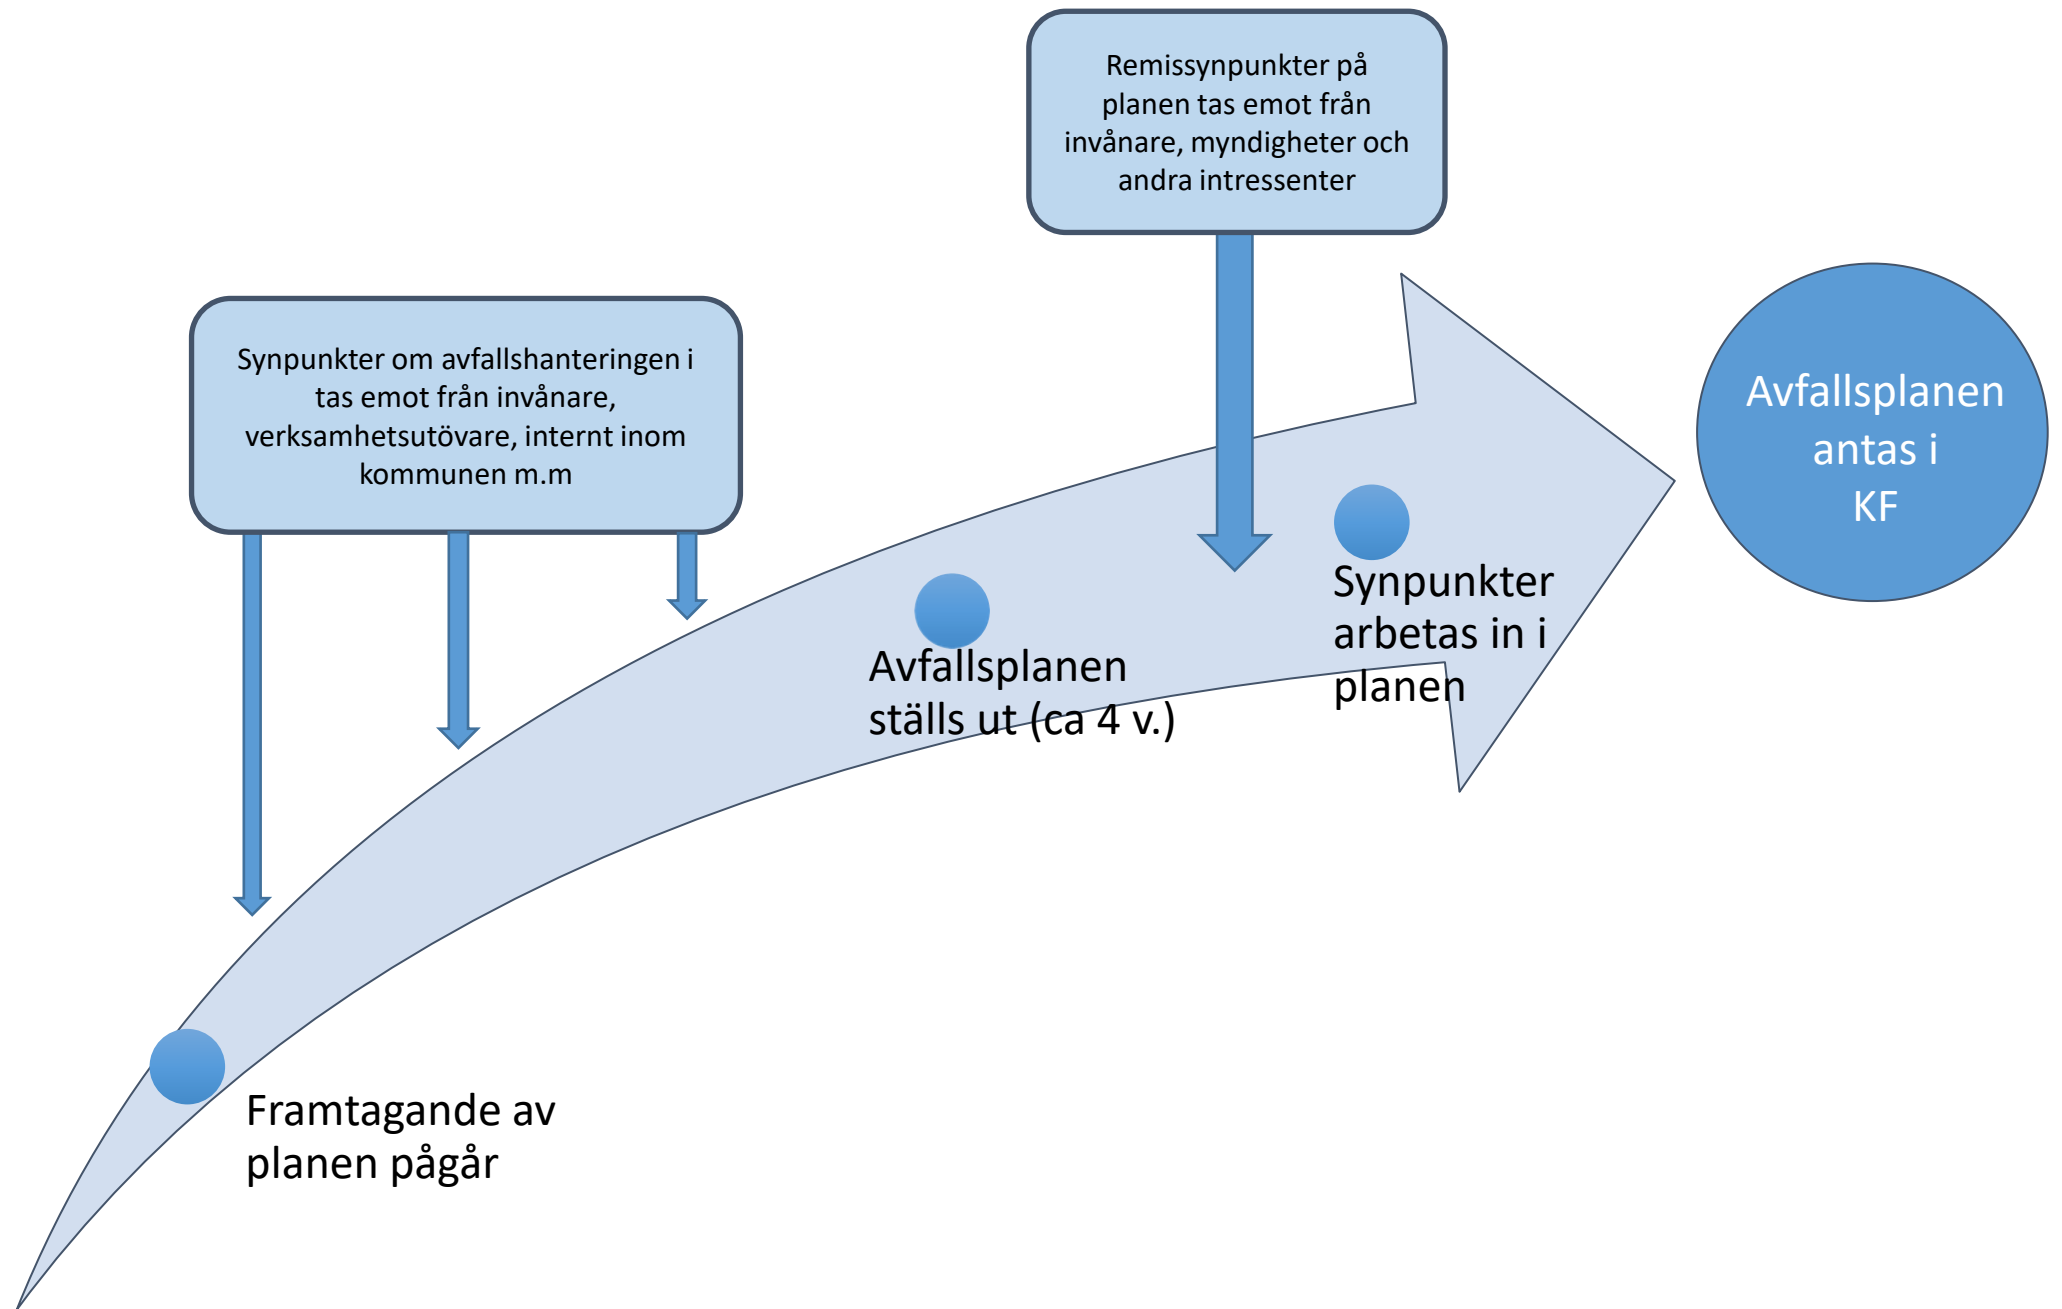 Remissynpunkter på
planen tas emot från
invånare, myndigheter och
andra intressenter
Synpunkter om avfallshanteringen i
tas emot från invånare,
verksamhetsutövare, internt inom
kommunen m.m
Avfallsplanen
antas i
KF
Synpunkter
arbetas in i
planen
Avfallsplanen
ställs ut (ca 4 v.)
Framtagande av
planen pågår